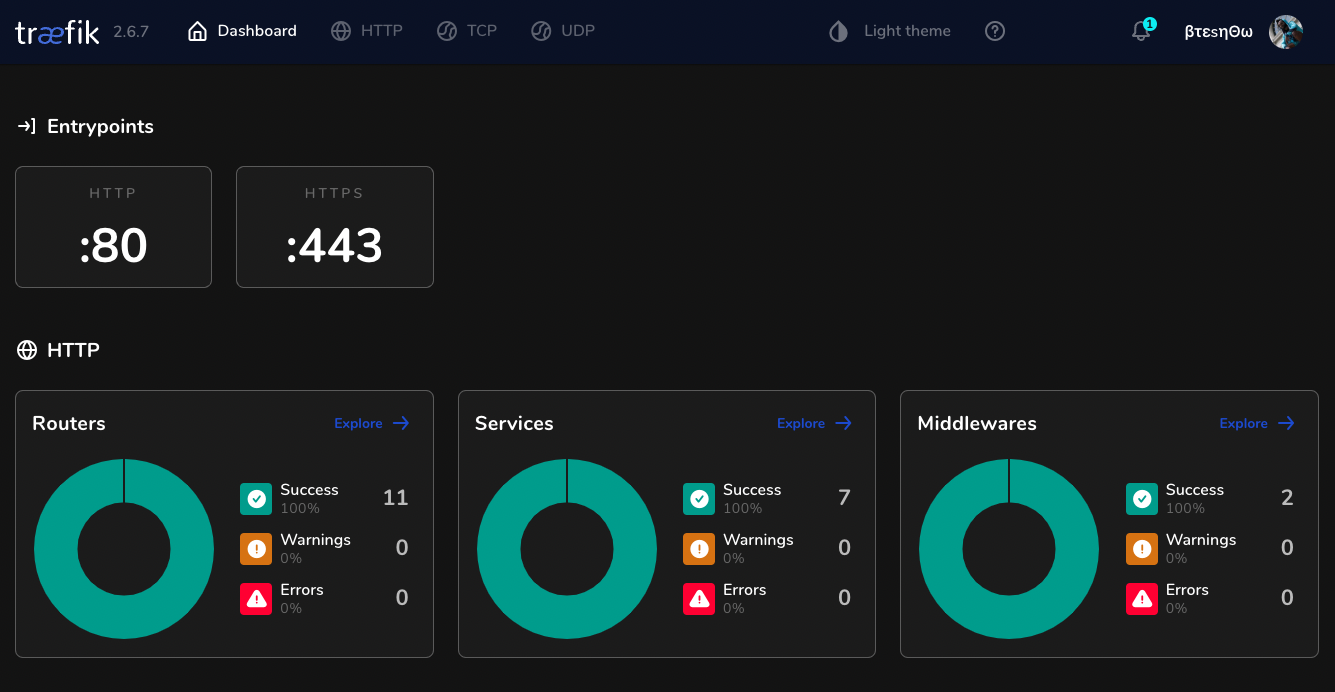 træfik 2.6.7 Dashboard HTTP TCP UDP Light theme 1 βτεsηΘω
Entrypoints
HTTP HTTPS
:80 :443
HTTP
Routers Explore
Success 11
100%
Warnings 0
0%
Errors 0
0%
Services Explore
Success 7
100%
Warnings 0
0%
Errors 0
0%
Middlewares Explore
Success 2
100%
Warnings 0
0%
Errors 0
0%